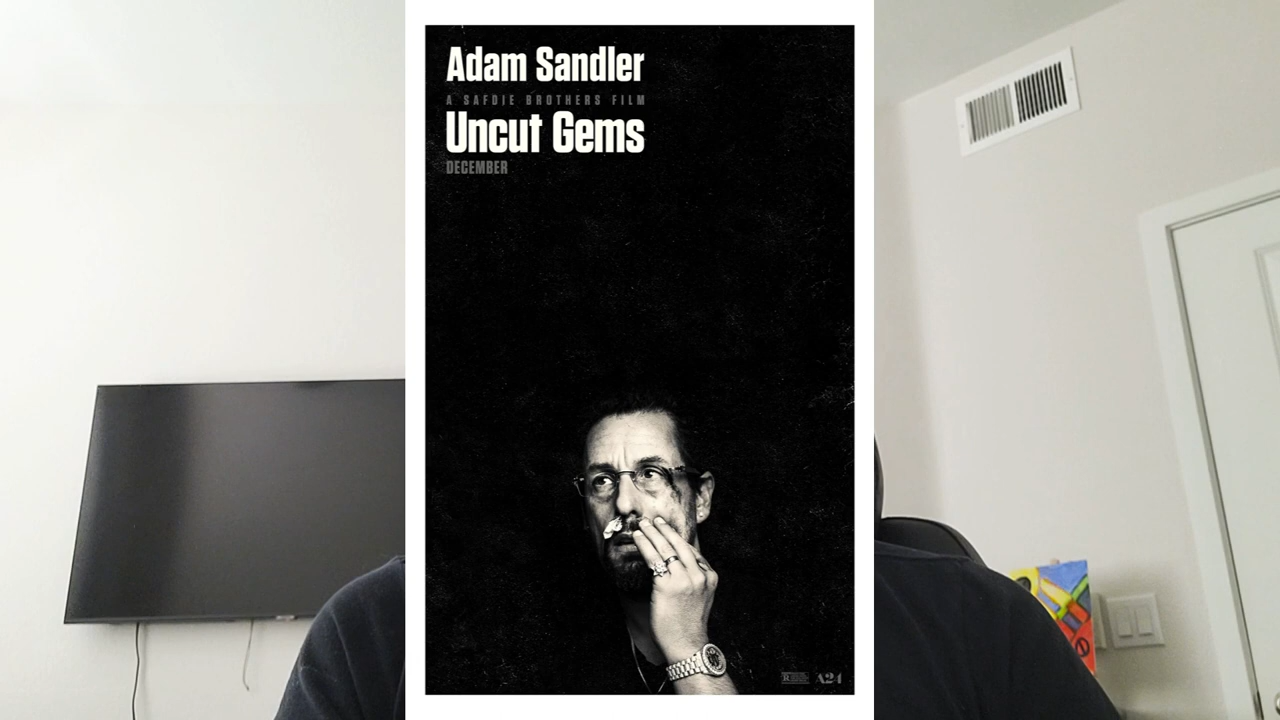 Adam Sandler
A SAFDIE BROTHERS FILM
Uncut Gems
DECEMBER
R
A24